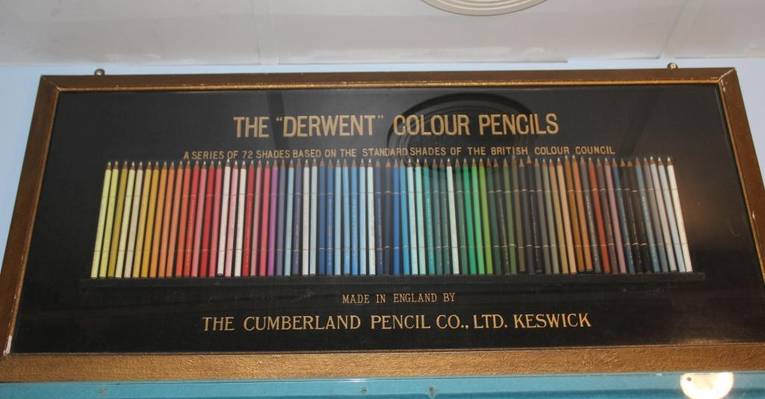 THE "DERWENT" COLOUR PENCILS
A SERIES OF 72 SHADES BASED ON THE STANDARD SHADES OF THE BRITISH COLOUR COUNCIL
MADE IN ENGLAND BY
THE CUMBERLAND PENCIL CO., LTD. KESWICK